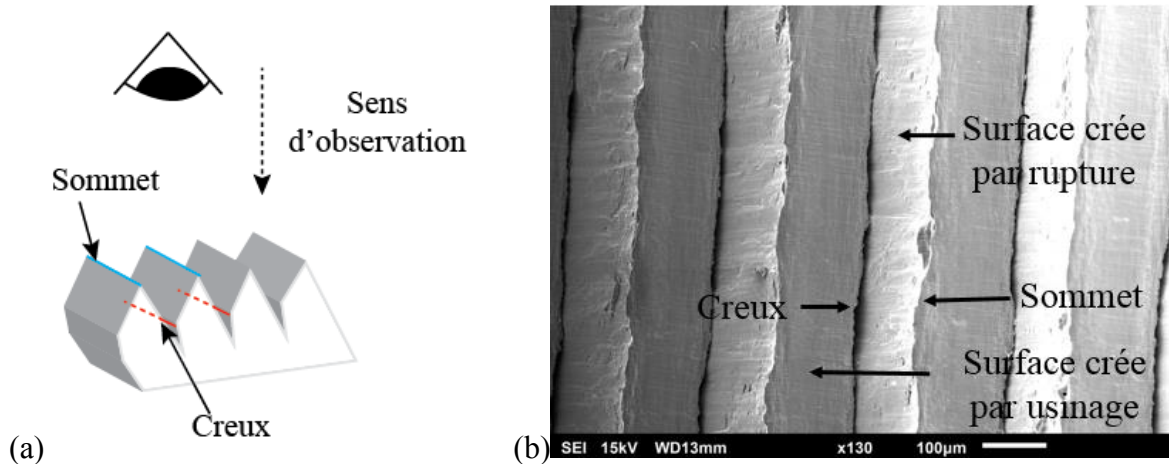 Sens
d'observation
Sommet
Creux
(a)
Surface crée
par rupture
Creux
Sommet
Surface crée
par usinage
(b)
SEI 15kV WD13mm x130 100µm